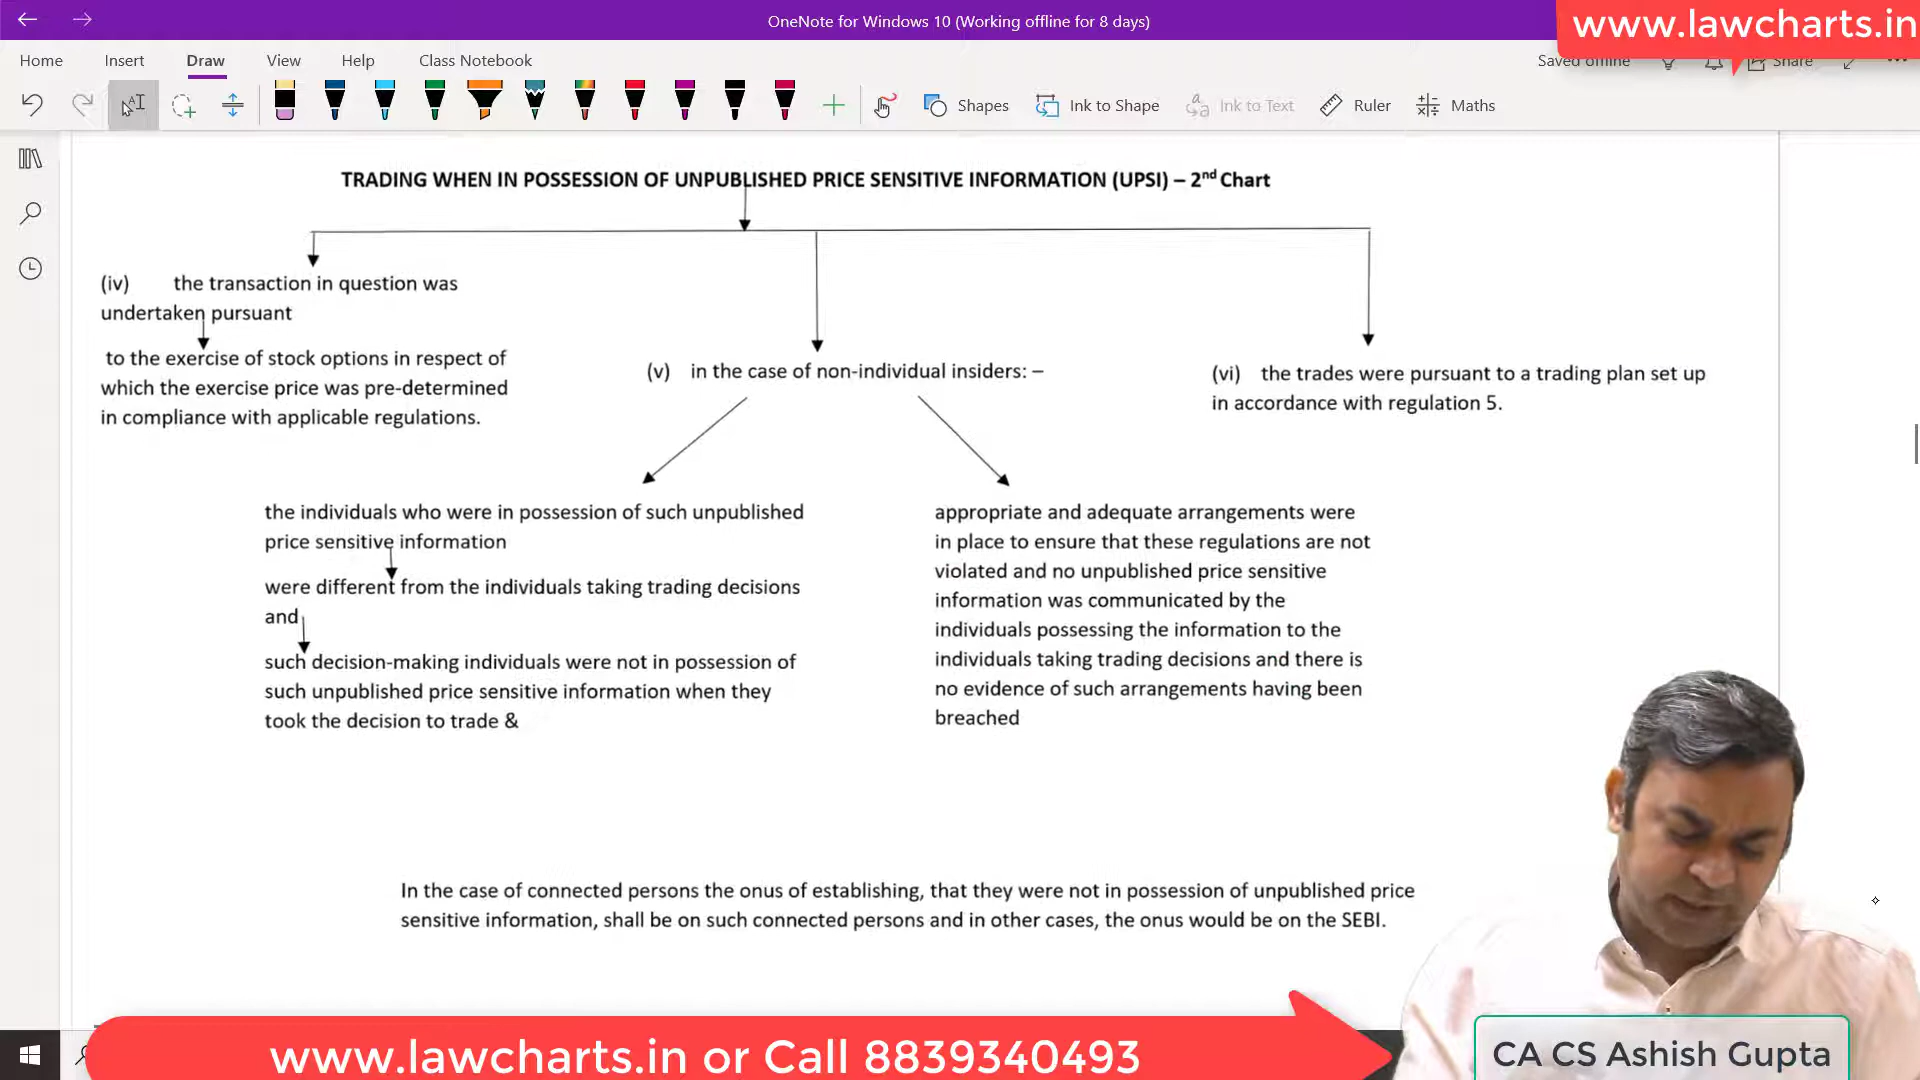 OneNote for Windows 10 (Working offline for 8 days)
www.lawcharts.in
Home Insert Draw View Help Class Notebook
Saved offline Share
Shapes Ink to Shape Ink to Text Ruler Maths
TRADING WHEN IN POSSESSION OF UNPUBLISHED PRICE SENSITIVE INFORMATION (UPSI) – 2nd Chart
(iv) the transaction in question was
undertaken pursuant
to the exercise of stock options in respect of
which the exercise price was pre-determined
in compliance with applicable regulations.
(v) in the case of non-individual insiders: –
(vi) the trades were pursuant to a trading plan set up
in accordance with regulation 5.
the individuals who were in possession of such unpublished
price sensitive information
were different from the individuals taking trading decisions
and
such decision-making individuals were not in possession of
such unpublished price sensitive information when they
took the decision to trade &
appropriate and adequate arrangements were
in place to ensure that these regulations are not
violated and no unpublished price sensitive
information was communicated by the
individuals possessing the information to the
individuals taking trading decisions and there is
no evidence of such arrangements having been
breached
In the case of connected persons the onus of establishing, that they were not in possession of unpublished price
sensitive information, shall be on such connected persons and in other cases, the onus would be on the SEBI.
www.lawcharts.in or Call 8839340493
CA CS Ashish Gupta